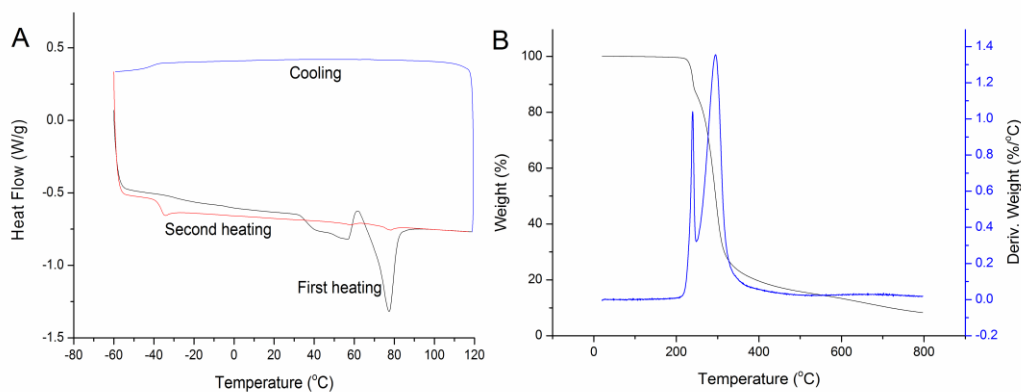 A
Heat Flow (W/g)
0.5
0.0
-0.5
-1.0
-1.5
Cooling
Second heating
First heating
-80 -60 -40 -20 0 20 40 60 80 100 120
Temperature (°C)
B
Weight (%)
100
80
60
40
20
0
0 200 400 600 800
Temperature (°C)
1.4
1.2
1.0
0.8
0.6
0.4
0.2
0.0
-0.2
Deriv. Weight (%/°C)